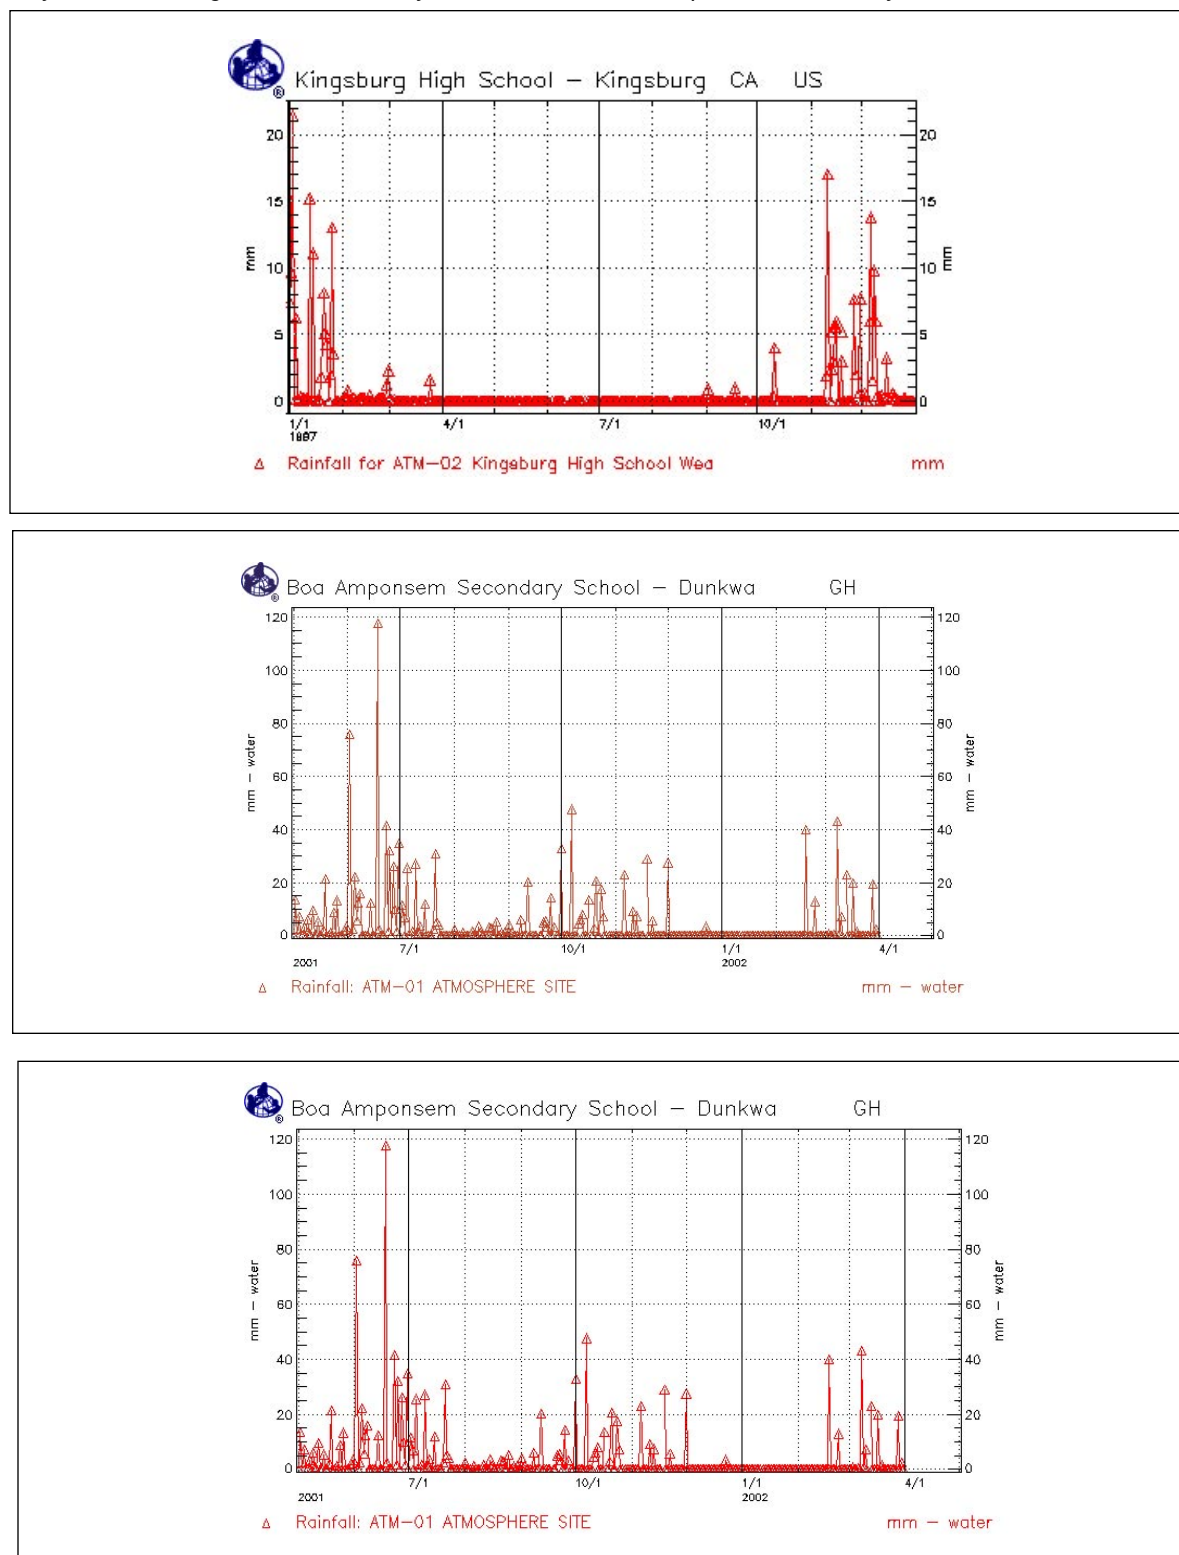 Kingsburg High School – Kingsburg CA US
20 20
15 15
mm mm
10 10
5 5
0 0
1/1 4/1 7/1 10/1
1997
Rainfall for ATM–02 Kingsburg High School Wea mm
Boa Amponsem Secondary School – Dunkwa GH
120 120
100 100
80 80
mm – water mm – water
60 60
40 40
20 20
0 0
7/1 10/1 1/1 4/1
2001 2002
Rainfall: ATM–01 ATMOSPHERE SITE mm – water
Boa Amponsem Secondary School – Dunkwa GH
120 120
100 100
80 80
mm – water mm – water
60 60
40 40
20 20
0 0
7/1 10/1 1/1 4/1
2001 2002
Rainfall: ATM–01 ATMOSPHERE SITE mm – water